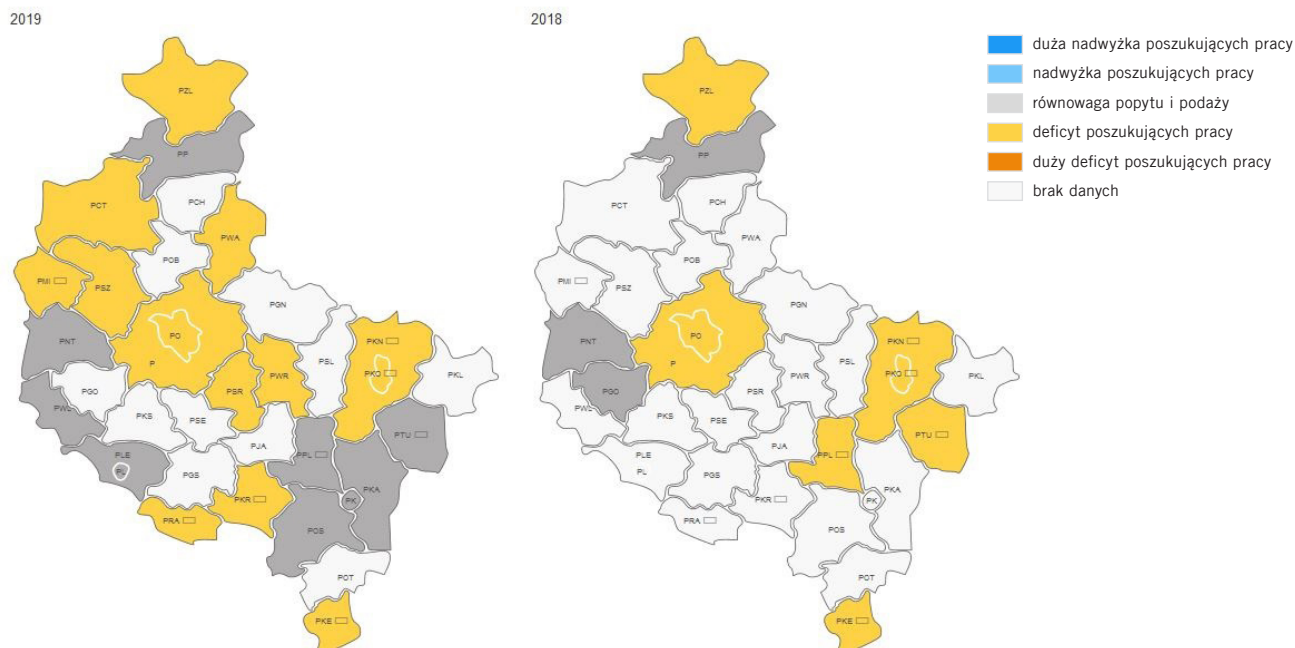 2019
PZL
PP
PCT
PCH
PWA
POB
PMI
PSZ
PGN
PO
PNT
P
PSL
PKN
PKO
PKL
PSR
PWR
PGO
PWL
PKS
PSE
PTU
PJA
PLE
PL
PPL
PGS
PKA
PKR
PK
PRA
POS
POT
PKE
2018
PZL
PP
PCT
PCH
PWA
POB
PMI
PSZ
PGN
PO
PNT
P
PSL
PKN
PKO
PKL
PSR
PWR
PGO
PWL
PKS
PSE
PTU
PJA
PLE
PL
PPL
PGS
PKA
PKR
PK
PRA
POS
POT
PKE
duża nadwyżka poszukujących pracy
nadwyżka poszukujących pracy
równowaga popytu i podaży
deficyt poszukujących pracy
duży deficyt poszukujących pracy
brak danych